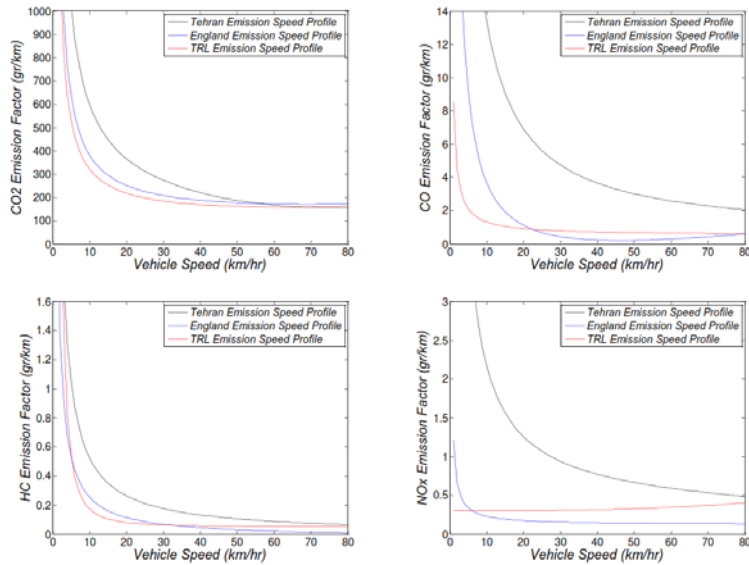 CO2 Emission Factor (gr/km)
1000
900
800
700
600
500
400
300
200
100
0
0 10 20 30 40 50 60 70 80
Vehicle Speed (km/hr)
Tehran Emission Speed Profile
England Emission Speed Profile
TRL Emission Speed Profile
CO Emission Factor (gr/km)
14
12
10
8
6
4
2
0
0 10 20 30 40 50 60 70 80
Vehicle Speed (km/hr)
Tehran Emission Speed Profile
England Emission Speed Profile
TRL Emission Speed Profile
HC Emission Factor (gr/km)
1.6
1.4
1.2
1
0.8
0.6
0.4
0.2
0
0 10 20 30 40 50 60 70 80
Vehicle Speed (km/hr)
Tehran Emission Speed Profile
England Emission Speed Profile
TRL Emission Speed Profile
NOx Emission Factor (gr/km)
3
2.5
2
1.5
1
0.5
0
0 10 20 30 40 50 60 70 80
Vehicle Speed (km/hr)
Tehran Emission Speed Profile
England Emission Speed Profile
TRL Emission Speed Profile